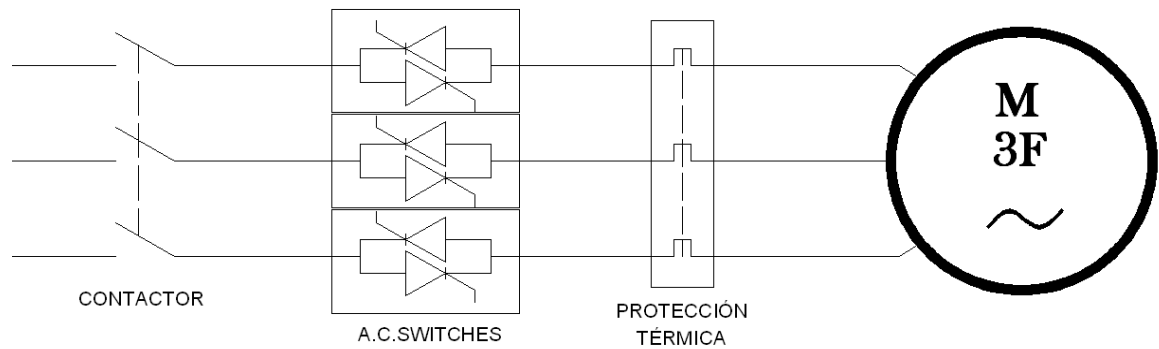 M
3F
CONTACTOR
A.C.SWITCHES
PROTECCIÓN
TÉRMICA